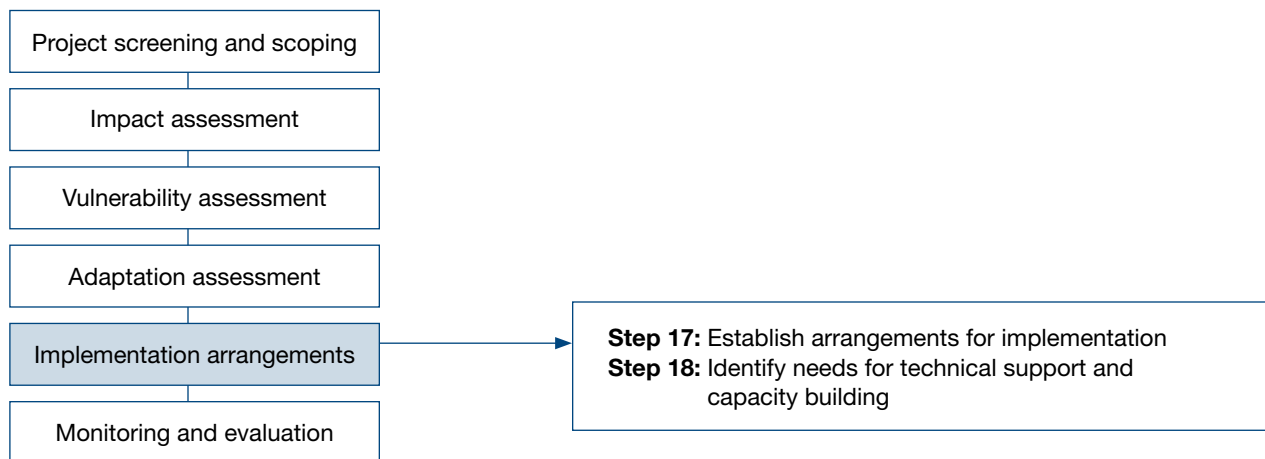 Project screening and scoping
Impact assessment
Vulnerability assessment
Adaptation assessment
Implementation arrangements
Monitoring and evaluation
Step 17: Establish arrangements for implementation
Step 18: Identify needs for technical support and
capacity building